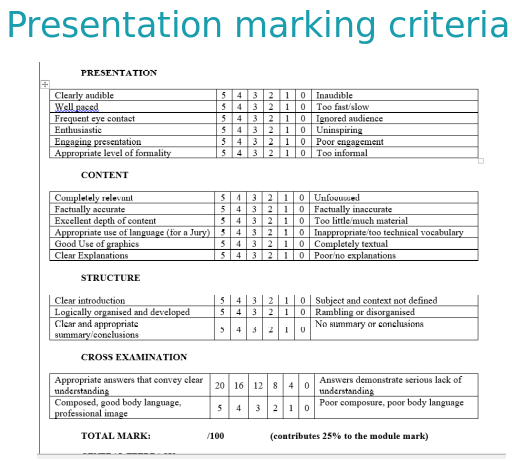 Presentation marking criteria
PRESENTATION
Clearly audible 5 4 3 2 1 0 Inaudible
Well paced 5 4 3 2 1 0 Too fast/slow
Frequent eye contact 5 4 3 2 1 0 Ignored audience
Enthusiastic 5 4 3 2 1 0 Uninspiring
Engaging presentation 5 4 3 2 1 0 Poor engagement
Appropriate level of formality 5 4 3 2 1 0 Too informal
CONTENT
Completely relevant 5 4 3 2 1 0 Unfocussed
Factually accurate 5 4 3 2 1 0 Factually inaccurate
Excellent depth of content 5 4 3 2 1 0 Too little/much material
Appropriate use of language (for a Jury) 5 4 3 2 1 0 Inappropriate/too technical vocabulary
Good Use of graphics 5 4 3 2 1 0 Completely textual
Clear Explanations 5 4 3 2 1 0 Poor/no explanations
STRUCTURE
Clear introduction 5 4 3 2 1 0 Subject and context not defined
Logically organised and developed 5 4 3 2 1 0 Rambling or disorganised
Clear and appropriate 5 4 3 2 1 0 No summary or conclusions
summary/conclusions
CROSS EXAMINATION
Appropriate answers that convey clear 20 16 12 8 4 0 Answers demonstrate serious lack of
understanding understanding
Composed, good body language, 5 4 3 2 1 0 Poor composure, poor body language
professional image
TOTAL MARK: /100 (contributes 25% to the module mark)